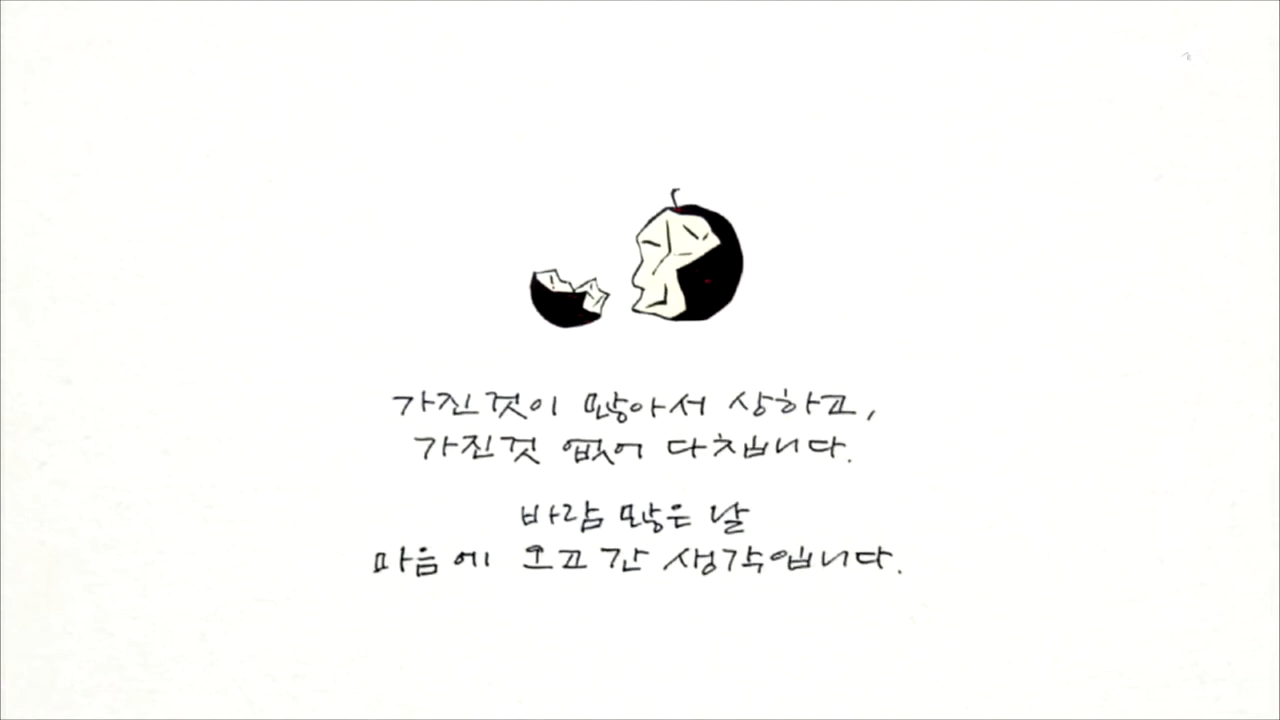 가진것이 많아서 상하고,
가진것 없어 다칩니다.
바람 많은 날
마음에 오고 간 생각입니다.